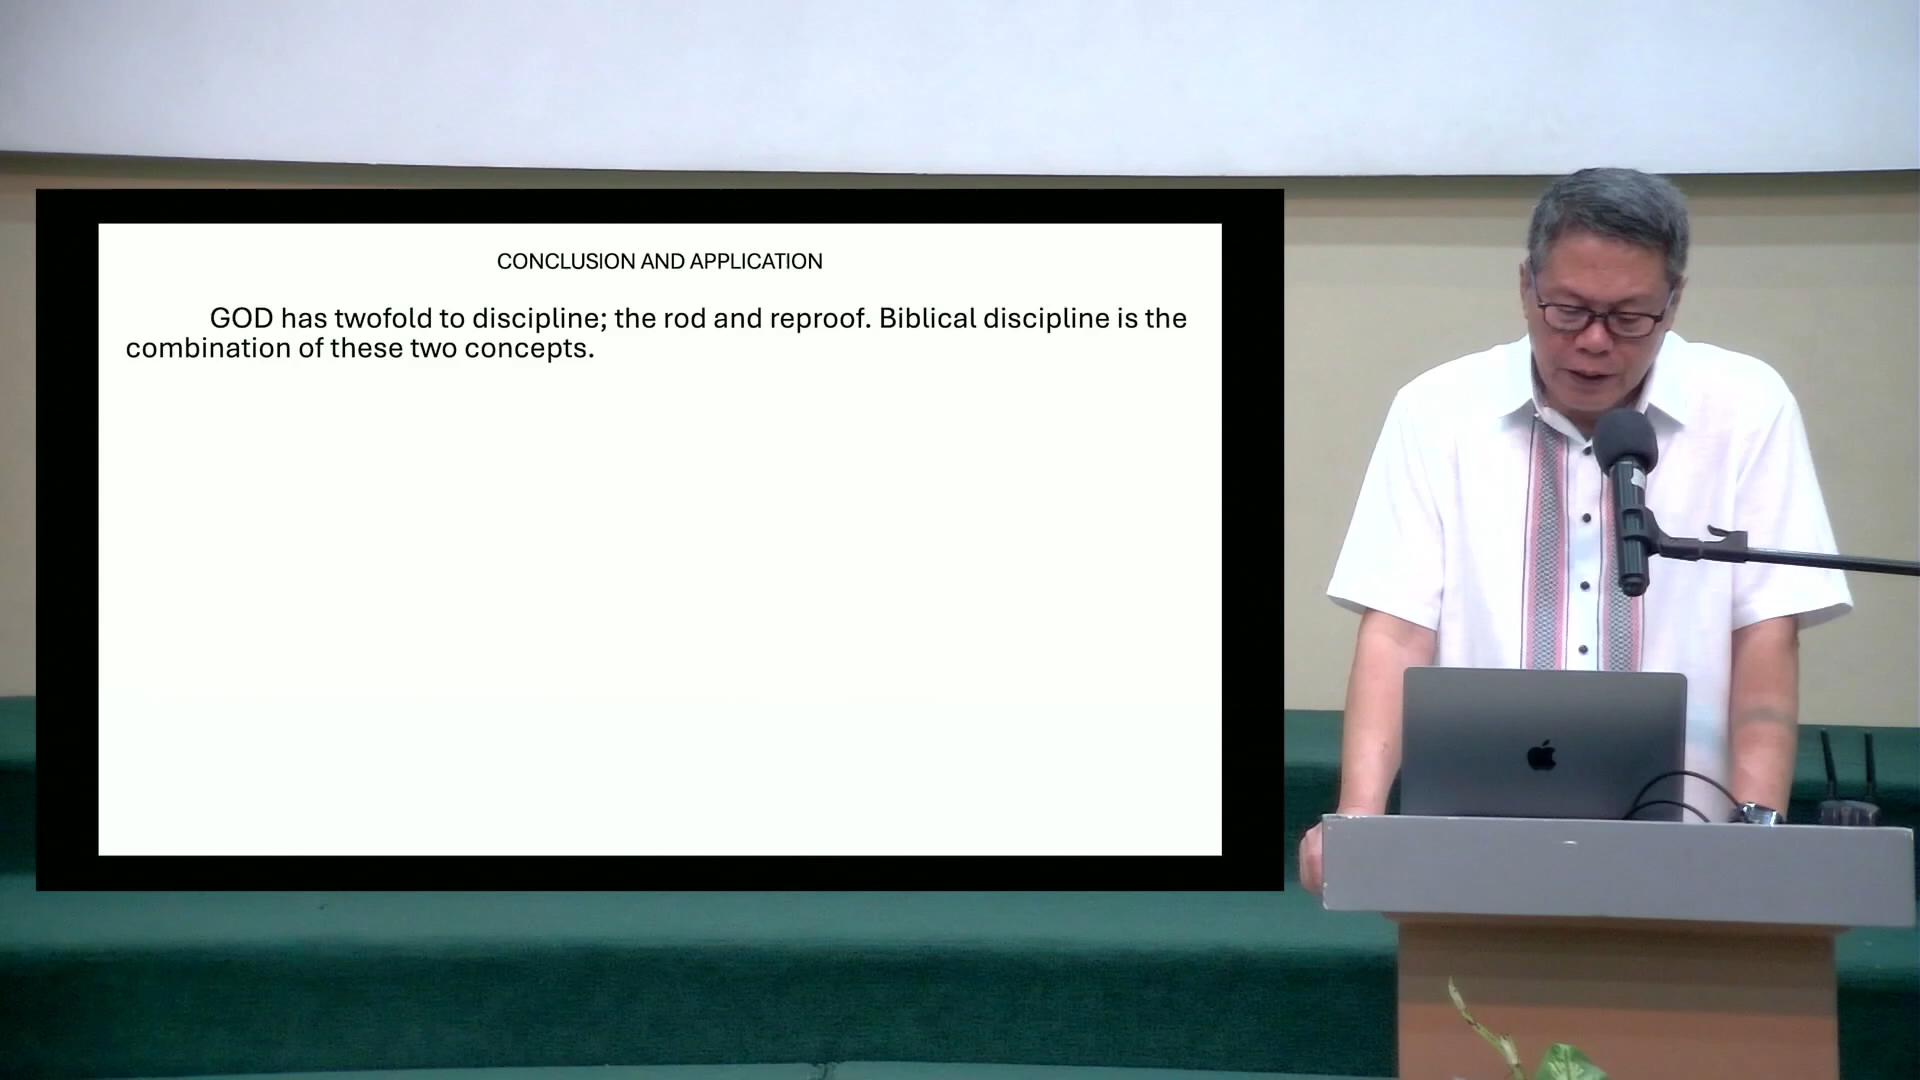 CONCLUSION AND APPLICATION
GOD has twofold to discipline; the rod and reproof. Biblical discipline is the
combination of these two concepts.